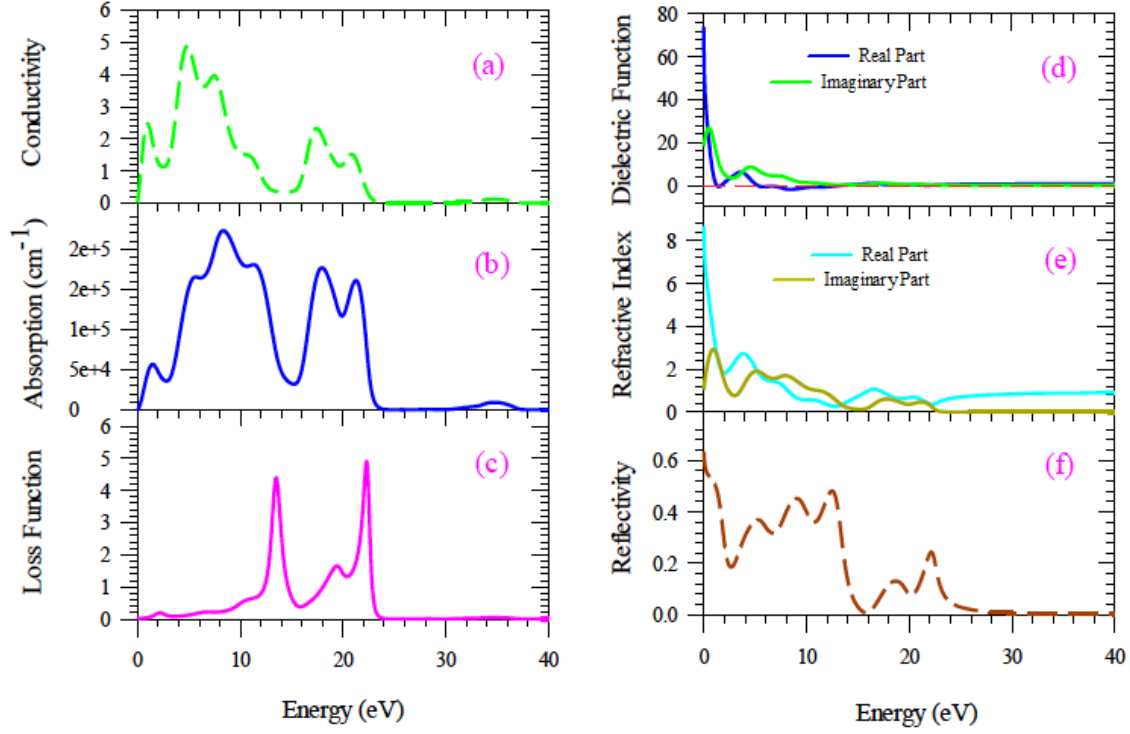 6
5
4
3
2
1
0
Conductivity
(a)
2e+5
2e+5
1e+5
5e+4
0
Absorption (cm⁻¹)
(b)
6
5
4
3
2
1
0
Loss Function
(c)
0 10 20 30 40
Energy (eV)
80
60
40
20
0
Dielectric Function
Real Part
Imaginary Part
(d)
8
6
4
2
0
Refractive Index
Real Part
Imaginary Part
(e)
0.6
0.4
0.2
0.0
Reflectivity
(f)
0 10 20 30 40
Energy (eV)